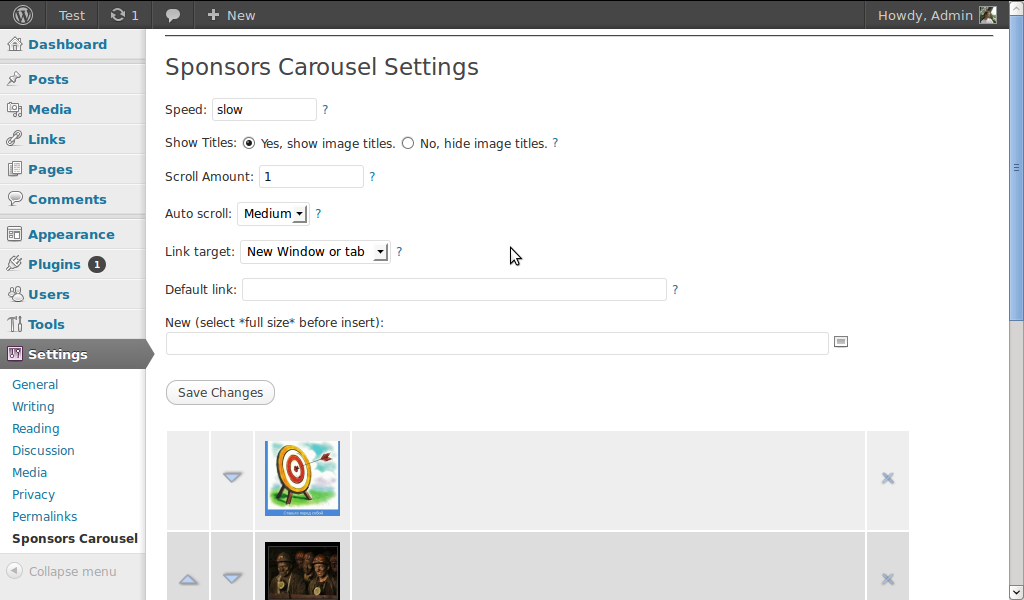 Test 1 New Howdy, Admin
Dashboard
Posts
Media
Links
Pages
Comments
Appearance
Plugins 1
Users
Tools
Settings
General
Writing
Reading
Discussion
Media
Privacy
Permalinks
Sponsors Carousel
Collapse menu
Sponsors Carousel Settings
Speed: slow ?
Show Titles: Yes, show image titles. No, hide image titles. ?
Scroll Amount: 1 ?
Auto scroll: Medium ?
Link target: New Window or tab ?
Default link: ?
New (select *full size* before insert):
Save Changes